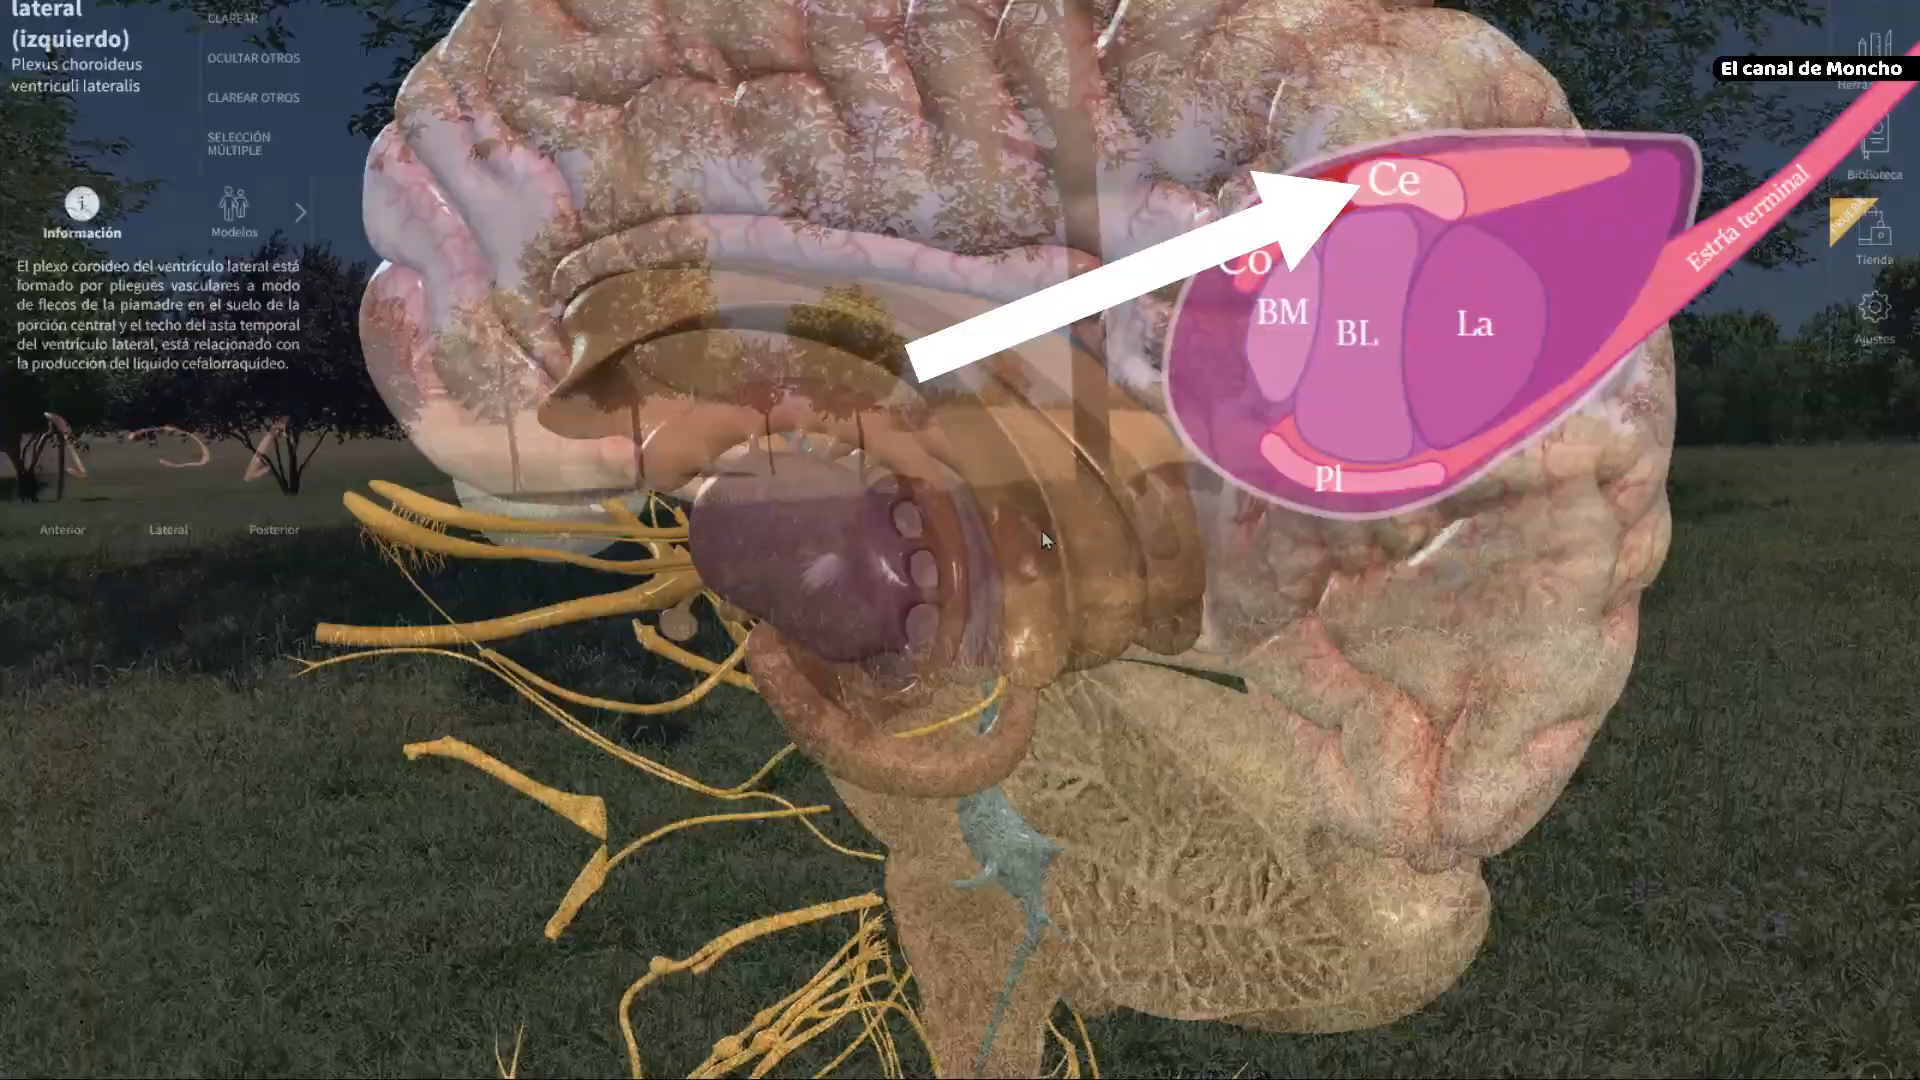 lateral
(izquierdo)
Plexus choroideus
ventriculi lateralis
CLAREAR
OCULTAR OTROS
CLAREAR OTROS
SELECCIÓN
MÚLTIPLE
Información
Modelos
El plexo coroideo del ventrículo lateral está
formado por pliegues vasculares a modo
de flecos de la piamadre en el suelo de la
porción central y el techo del asta temporal
del ventrículo lateral, está relacionado con
la producción del líquido cefalorraquídeo.
Anterior
Lateral
Posterior
El canal de Moncho
Ce
Co
BM
BL
La
Pl
Estría terminal
Biblioteca
Tienda
Ajustes